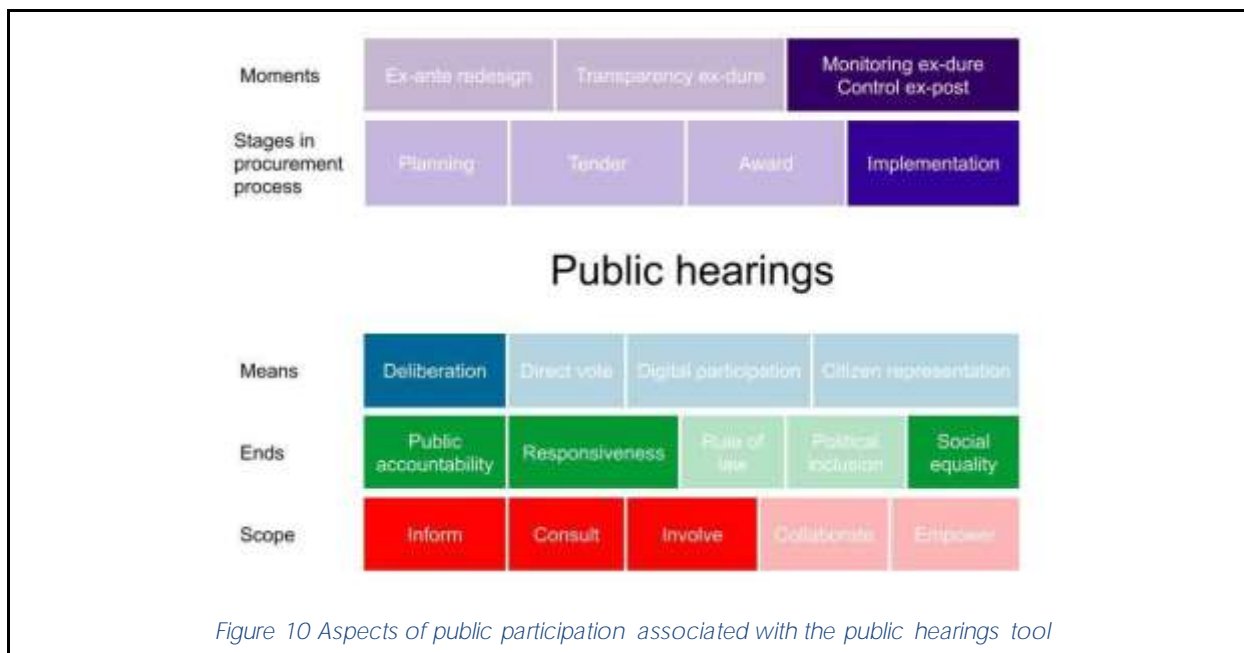 Moments
Ex-ante redesign
Transparency ex-dure
Monitoring ex-dure
Control ex-post
Stages in
procurement
process
Planning
Tender
Award
Implementation
Public hearings
Means
Deliberation
Direct vote
Digital participation
Citizen representation
Ends
Public
accountability
Responsiveness
Rule of
law
Political
inclusion
Social
equality
Scope
Inform
Consult
Involve
Collaborate
Empower
Figure 10 Aspects of public participation associated with the public hearings tool